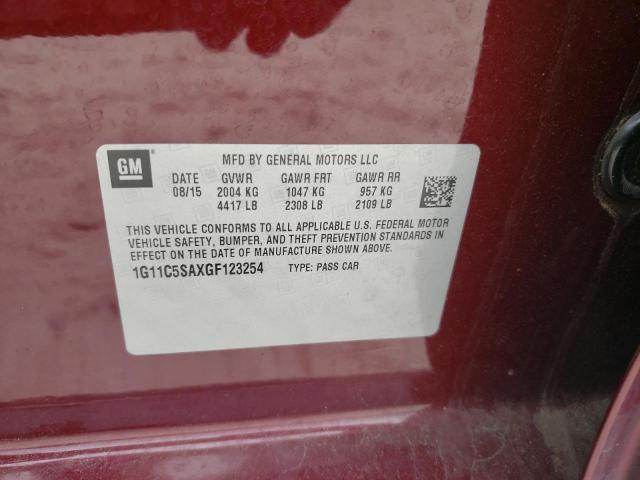 GM
MFD BY GENERAL MOTORS LLC
DATE GVWR GAWR FRT GAWR RR
08/15 2004 KG 1047 KG 957 KG
4417 LB 2308 LB 2109 LB
THIS VEHICLE CONFORMS TO ALL APPLICABLE U.S. FEDERAL MOTOR
VEHICLE SAFETY, BUMPER, AND THEFT PREVENTION STANDARDS IN
EFFECT ON THE DATE OF MANUFACTURE SHOWN ABOVE.
1G11C5SAXGF123254 TYPE: PASS CAR